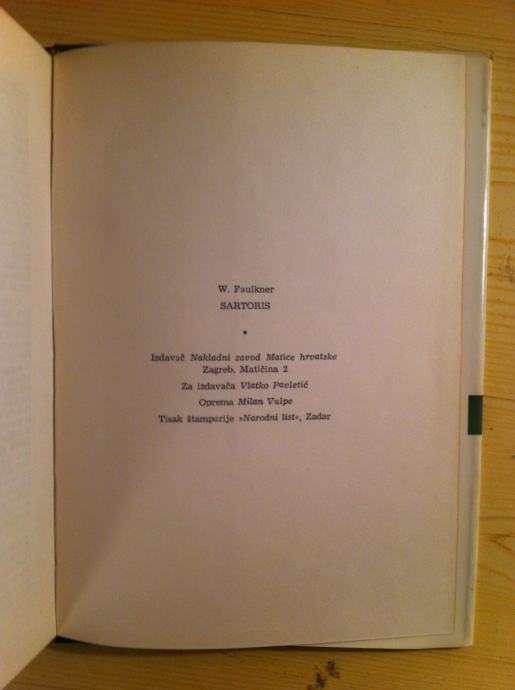 W. Faulkner
SARTORIS
*
Izdavač Nakladni zavod Matice hrvatske
Zagreb, Matičina 2
Za izdavača Vlatko Pavletić
Oprema Milan Vulpe
Tisak štamparije »Narodni list«, Zadar